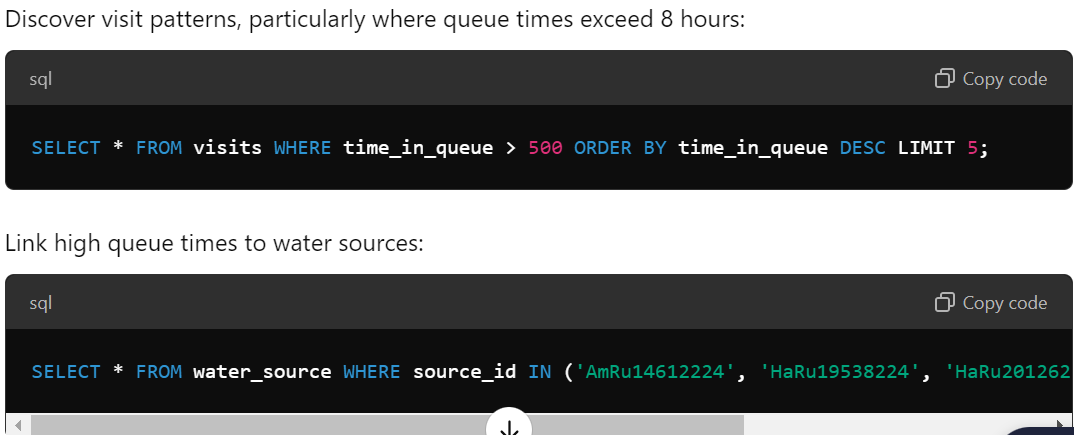 Discover visit patterns, particularly where queue times exceed 8 hours:
sql Copy code
SELECT * FROM visits WHERE time_in_queue > 500 ORDER BY time_in_queue DESC LIMIT 5;
Link high queue times to water sources:
sql Copy code
SELECT * FROM water_source WHERE source_id IN ('AmRu14612224', 'HaRu19538224', 'HaRu201262